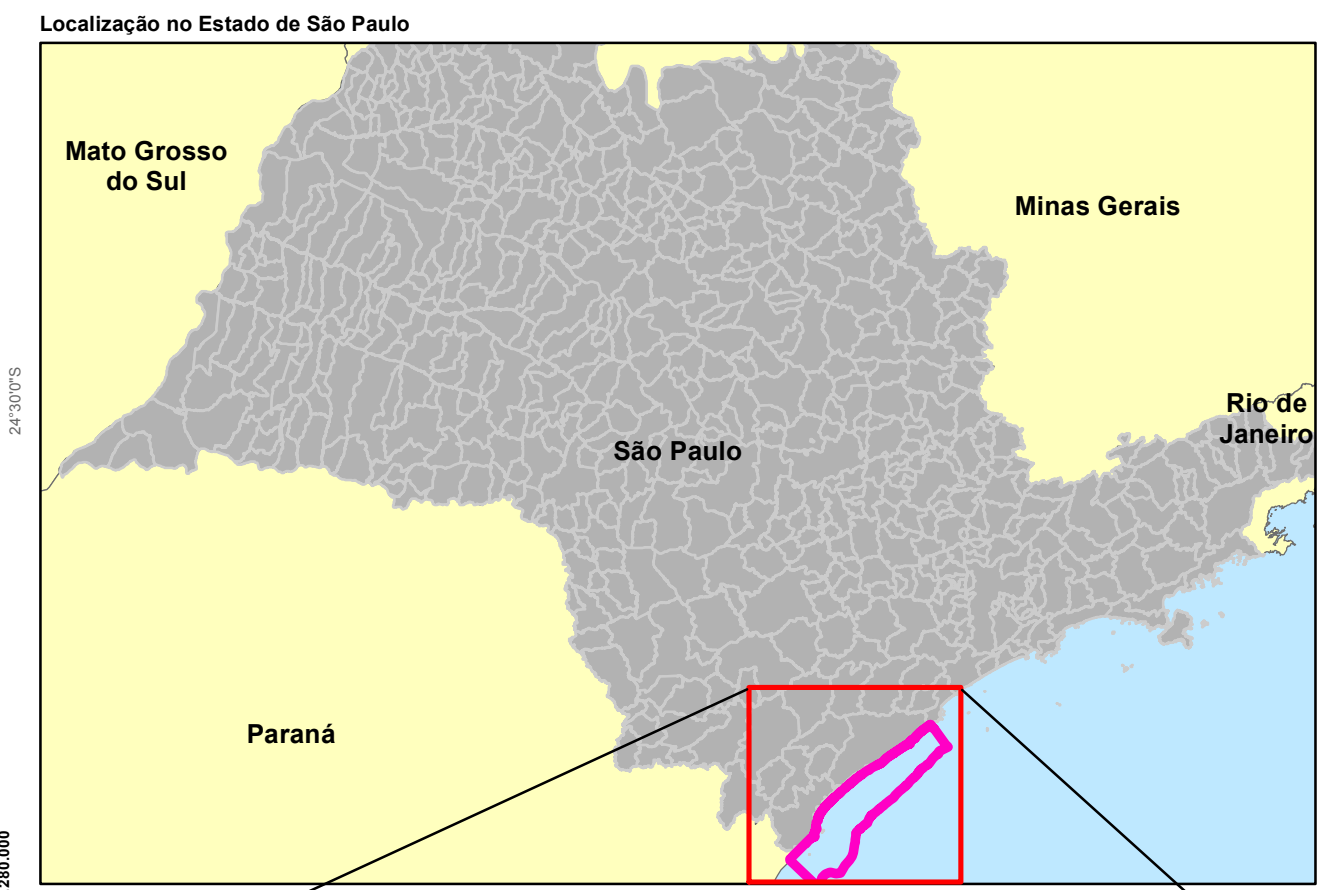 Localização no Estado de São Paulo
Mato Grosso
do Sul
Minas Gerais
24°30'0"S
Rio de
Janeiro
São Paulo
Paraná
280.000